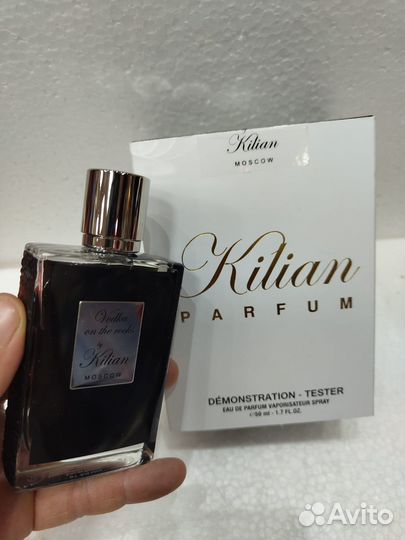 Kilian
MOSCOW
Kilian
PARFUM
DÉMONSTRATION - TESTER
EAU DE PARFUM VAPORISATEUR SPRAY
℮50 ml - 1.7 FL.OZ.
Vodka
on the rocks
by
Kilian
MOSCOW
Avito